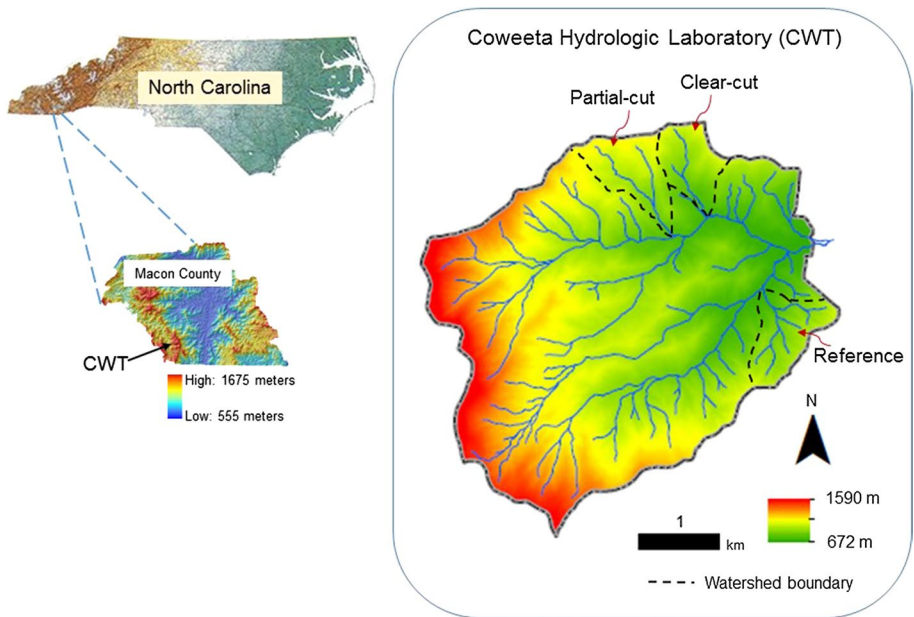 North Carolina
Macon County
CWT
High: 1675 meters
Low: 555 meters
Coweeta Hydrologic Laboratory (CWT)
Partial-cut
Clear-cut
Reference
N
1590 m
672 m
1
km
Watershed boundary